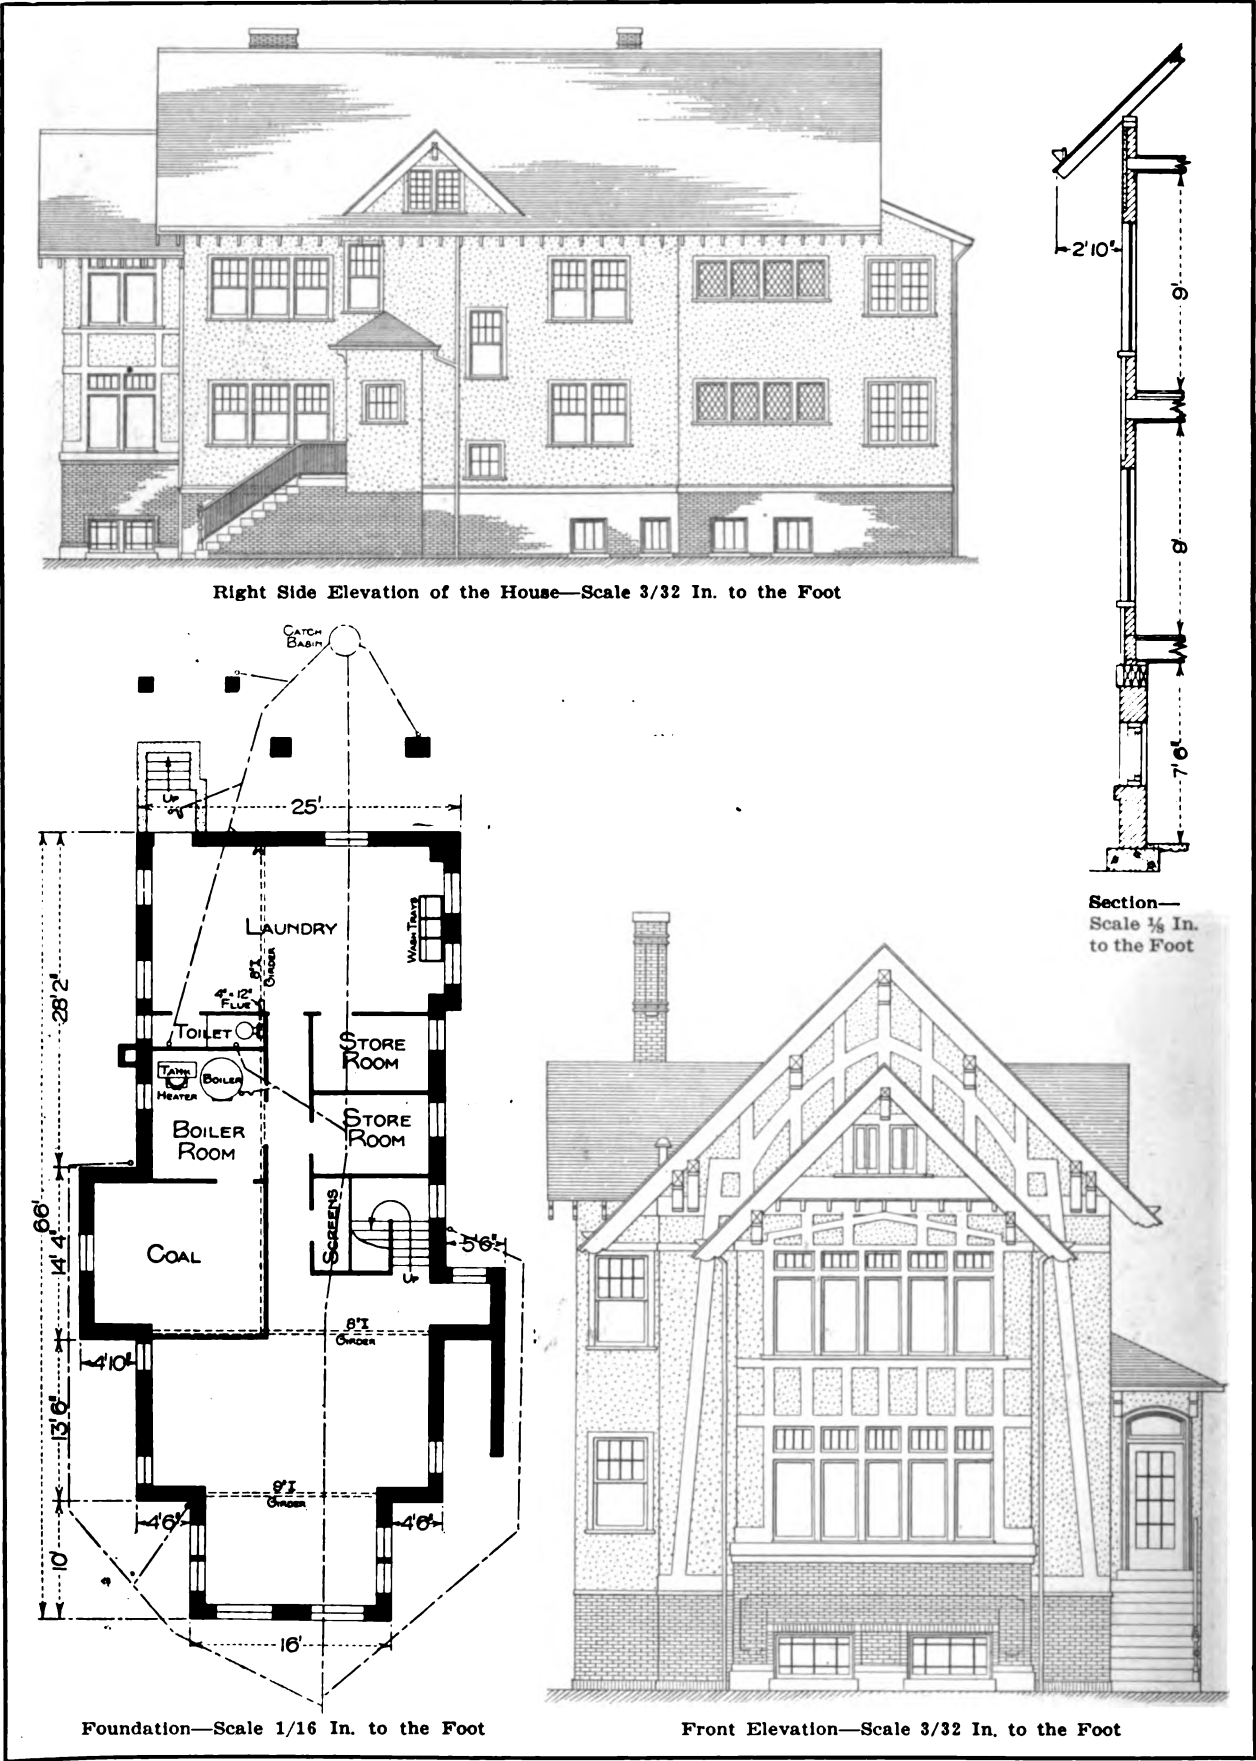 Right Side Elevation of the House—Scale 3/32 In. to the Foot
2'10"
9'
9'
7'6"
Section—
Scale ⅛ In.
to the Foot
CATCH
BASIN
UP
25'
LAUNDRY
WASH TRAYS
8"I
GIRDER
4"×12"
FLUE
TOILET
STORE
ROOM
TANK
HEATER
BOILER
BOILER
ROOM
STORE
ROOM
SCREENS
UP
COAL
5'6"
8"I
GIRDER
28'2"
66'
14'4"
4'10"
13'6"
8"I
GIRDER
4'6"
4'6"
10'
16'
Foundation—Scale 1/16 In. to the Foot
Front Elevation—Scale 3/32 In. to the Foot